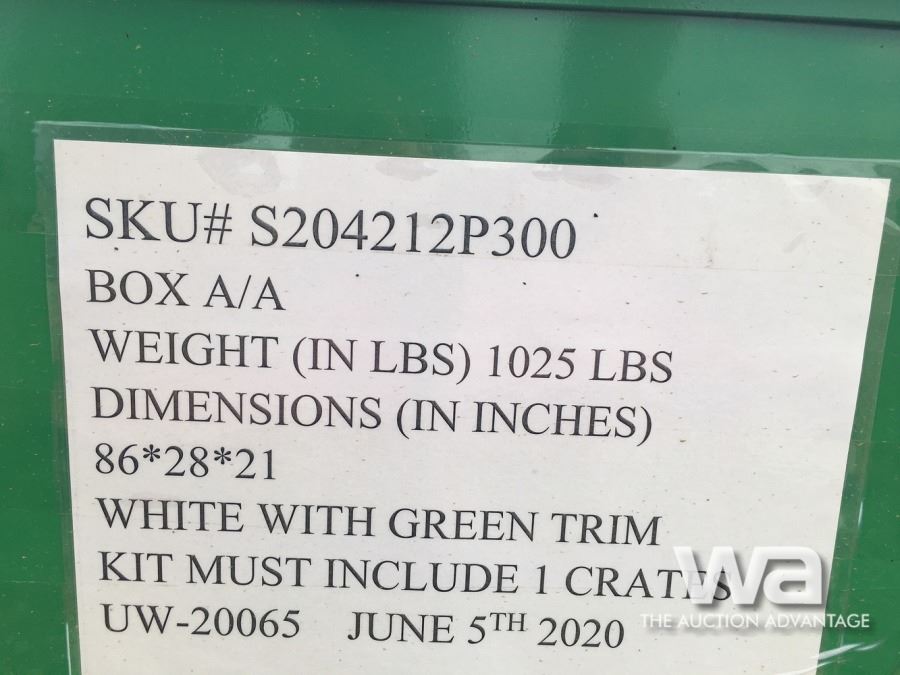 SKU# S204212P300
BOX A/A
WEIGHT (IN LBS) 1025 LBS
DIMENSIONS (IN INCHES)
86*28*21
WHITE WITH GREEN TRIM
KIT MUST INCLUDE 1 CRATES
UW-20065 JUNE 5TH 2020
wa
THE AUCTION ADVANTAGE